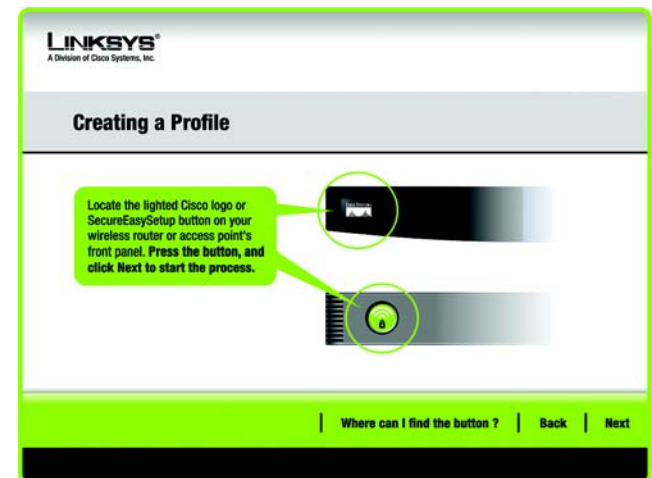 LINKSYS®
A Division of Cisco Systems, Inc.
Creating a Profile
Locate the lighted Cisco logo or
SecureEasySetup button on your
wireless router or access point's
front panel. Press the button, and
click Next to start the process.
Where can I find the button ? | Back | Next